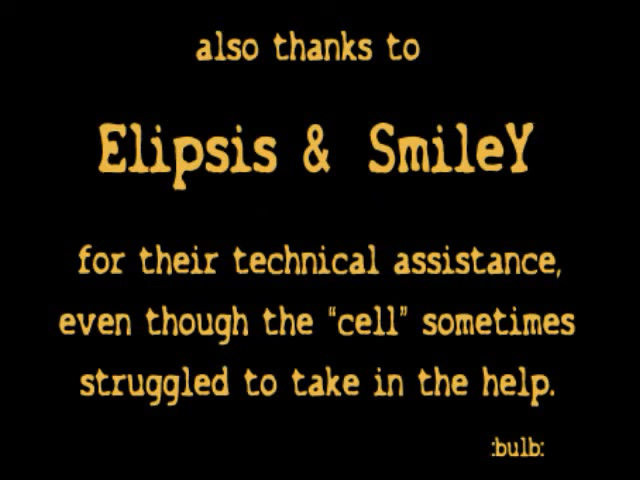 also thanks to
Elipsis & SmileY
for their technical assistance,
even though the "cell" sometimes
struggled to take in the help.
:bulb: